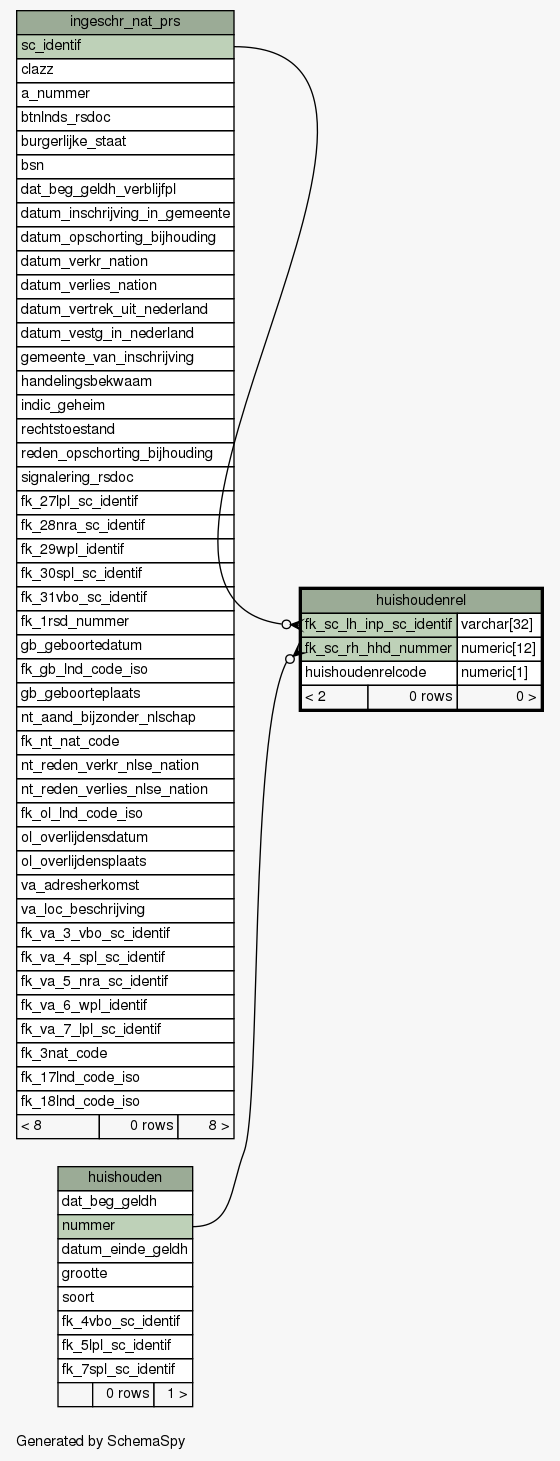 ingeschr_nat_prs
sc_identif
clazz
a_nummer
btnlnds_rsdoc
burgerlijke_staat
bsn
dat_beg_geldh_verblijfpl
datum_inschrijving_in_gemeente
datum_opschorting_bijhouding
datum_verkr_nation
datum_verlies_nation
datum_vertrek_uit_nederland
datum_vestg_in_nederland
gemeente_van_inschrijving
handelingsbekwaam
indic_geheim
rechtstoestand
reden_opschorting_bijhouding
signalering_rsdoc
fk_27lpl_sc_identif
fk_28nra_sc_identif
fk_29wpl_identif
fk_30spl_sc_identif
fk_31vbo_sc_identif
fk_1rsd_nummer
gb_geboortedatum
fk_gb_lnd_code_iso
gb_geboorteplaats
nt_aand_bijzonder_nlschap
fk_nt_nat_code
nt_reden_verkr_nlse_nation
nt_reden_verlies_nlse_nation
fk_ol_lnd_code_iso
ol_overlijdensdatum
ol_overlijdensplaats
va_adresherkomst
va_loc_beschrijving
fk_va_3_vbo_sc_identif
fk_va_4_spl_sc_identif
fk_va_5_nra_sc_identif
fk_va_6_wpl_identif
fk_va_7_lpl_sc_identif
fk_3nat_code
fk_17lnd_code_iso
fk_18lnd_code_iso
< 8 0 rows 8 >
huishoudenrel
fk_sc_lh_inp_sc_identif varchar[32]
fk_sc_rh_hhd_nummer numeric[12]
huishoudenrelcode numeric[1]
< 2 0 rows 0 >
huishouden
dat_beg_geldh
nummer
datum_einde_geldh
grootte
soort
fk_4vbo_sc_identif
fk_5lpl_sc_identif
fk_7spl_sc_identif
0 rows 1 >
Generated by SchemaSpy